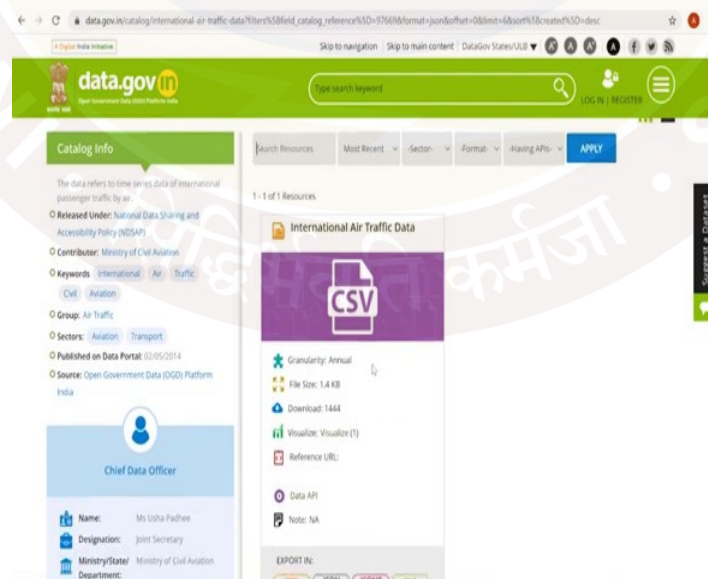 data.gov.in/catalog/international-air-traffic-data?filters%5Bfield_catalog_reference%5D=97669&format=json&offset=0&limit=6&sort%5Bcreated%5D=desc
A Digital India Initiative
Skip to navigation Skip to main content DataGov States/ULB
data.gov in
Open Government Data (OGD) Platform India
Type search keyword
LOG IN | REGISTER
Catalog Info
The data refers to time series data of international
passenger traffic by air.
Released Under: National Data Sharing and
Accessibility Policy (NDSAP)
Contributor: Ministry of Civil Aviation
Keywords International Air Traffic
Civil Aviation
Group: Air Traffic
Sectors: Aviation Transport
Published on Data Portal: 02/05/2014
Source: Open Government Data (OGD) Platform
India
Chief Data Officer
Name: Ms Usha Padhee
Designation: Joint Secretary
Ministry/State/ Ministry of Civil Aviation
Department:
Search Resources Most Recent -Sector- -Format- -Having APIs- APPLY
1 - 1 of 1 Resources
International Air Traffic Data
CSV
Granularity: Annual
File Size: 1.4 KB
Download: 1444
Visualize: Visualize (1)
Reference URL:
Data API
Note: NA
EXPORT IN:
Suggest a Dataset